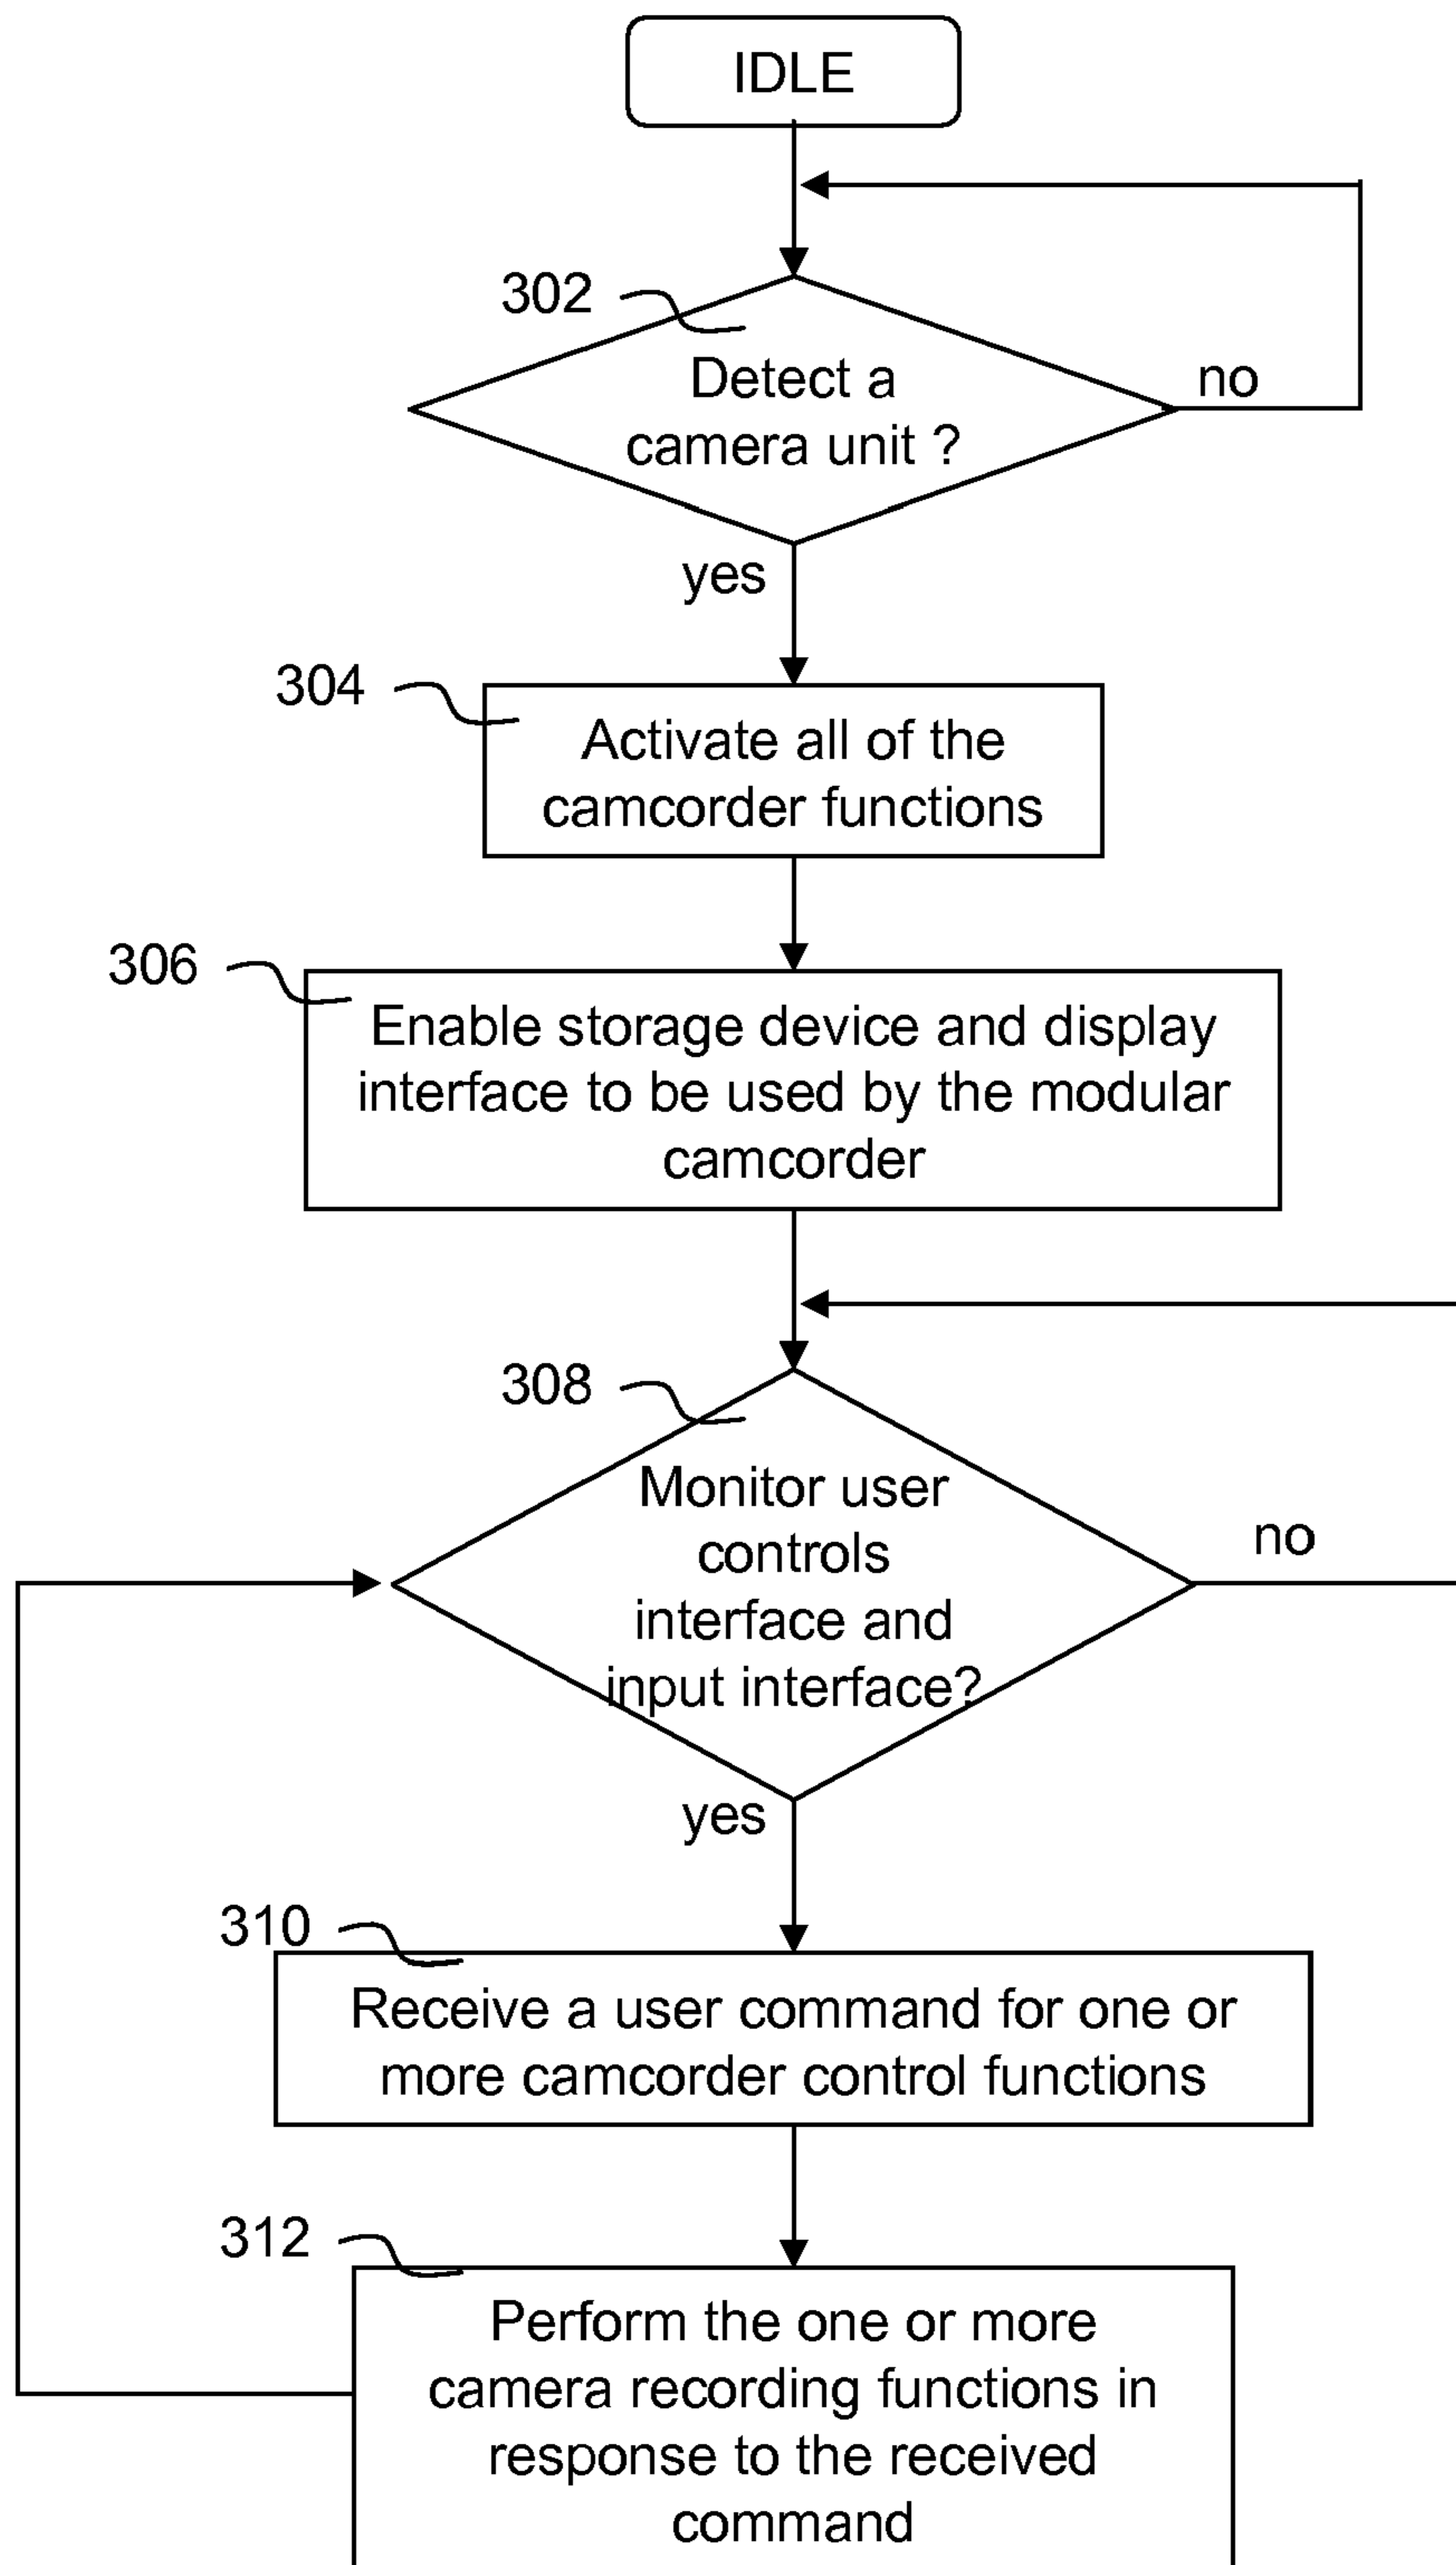 IDLE
302
Detect a
camera unit ?
no
yes
304
Activate all of the
camcorder functions
306
Enable storage device and display
interface to be used by the modular
camcorder
308
Monitor user
controls
interface and
input interface?
no
yes
310
Receive a user command for one or
more camcorder control functions
312
Perform the one or more
camera recording functions in
response to the received
command